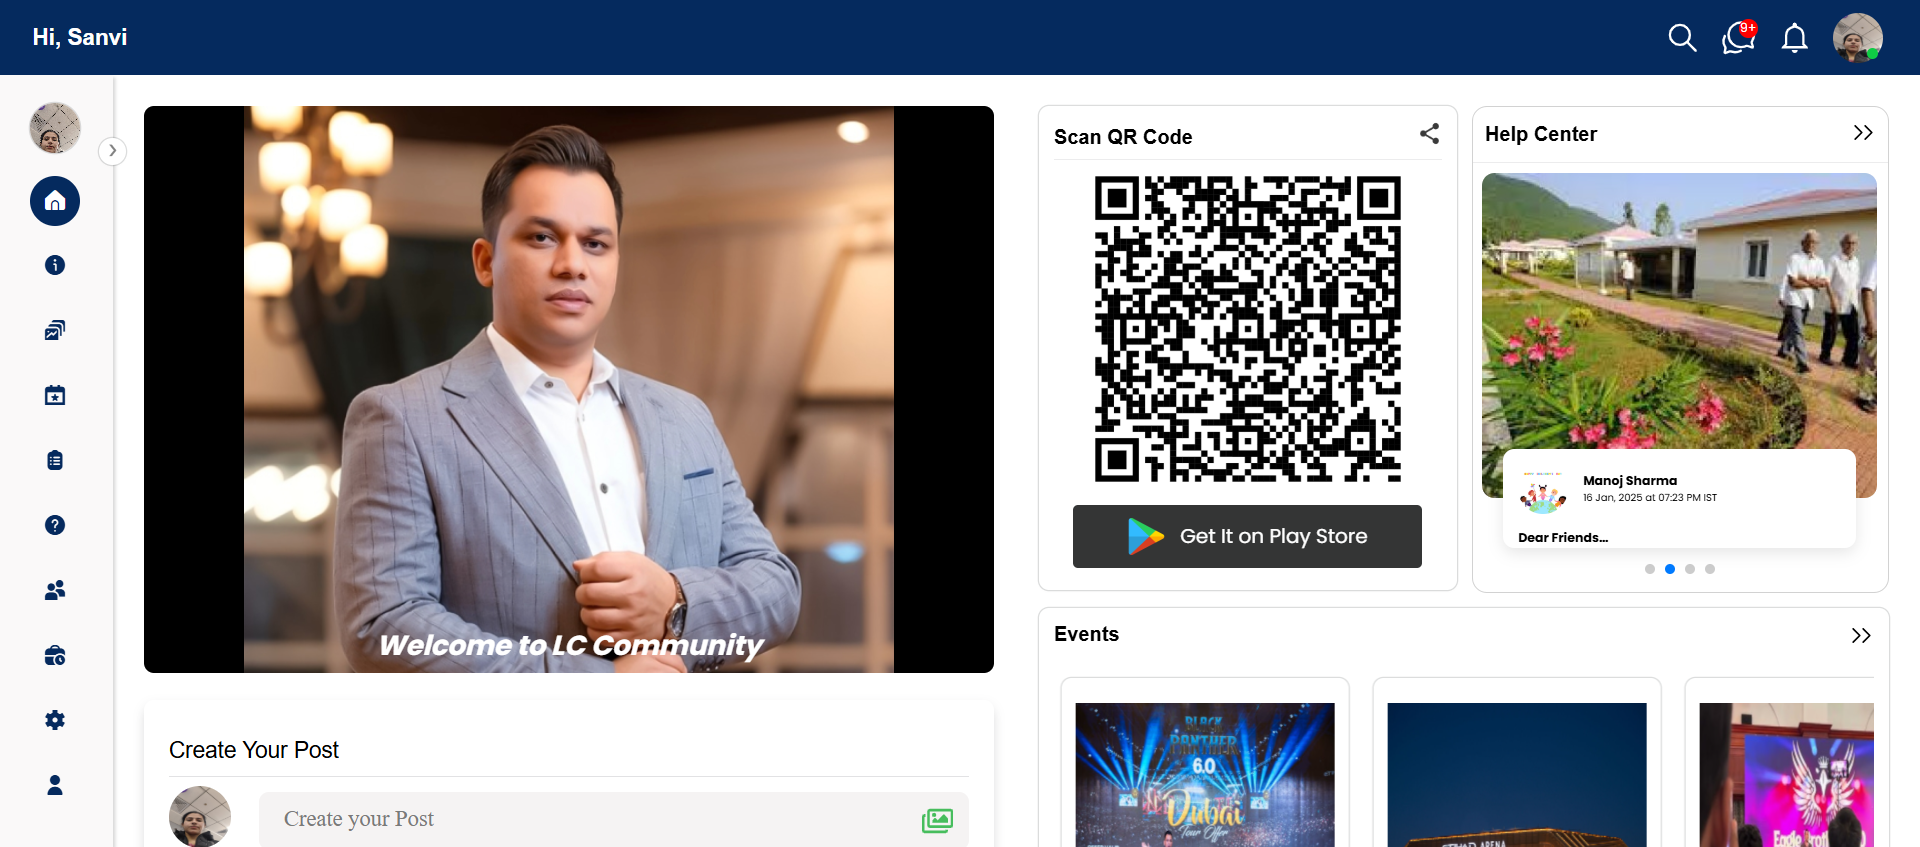 Hi, Sanvi
9+
Welcome to LC Community
Create Your Post
Create your Post
Scan QR Code
Get It on Play Store
Help Center
Manoj Sharma
16 Jan, 2025 at 07:23 PM IST
Dear Friends...
Events
BLACK
PANTHER
6.0
Dubai
Tour Offer
ARENA